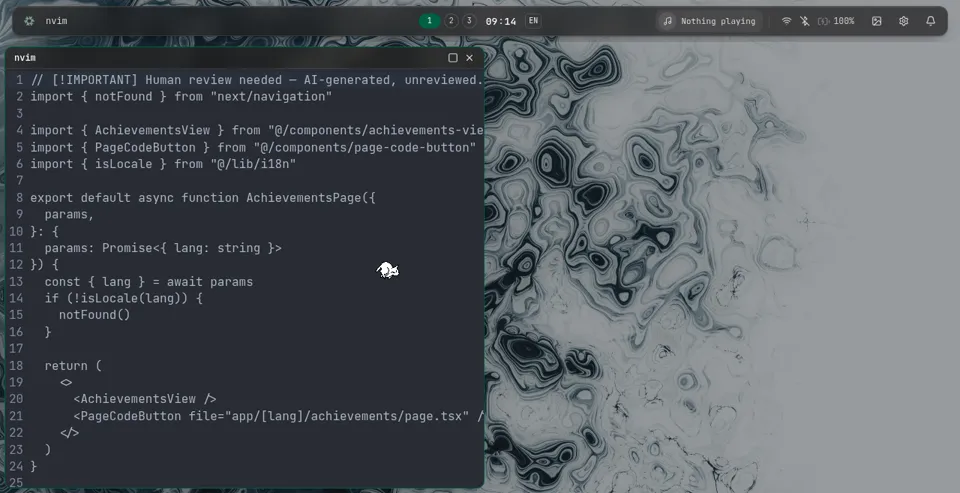 nvim
1 2 3 09:14 EN
Nothing playing
100%
nvim
1 // [!IMPORTANT] Human review needed — AI-generated, unreviewed.
2 import { notFound } from "next/navigation"
3
4 import { AchievementsView } from "@/components/achievements-vie
5 import { PageCodeButton } from "@/components/page-code-button"
6 import { isLocale } from "@/lib/i18n"
7
8 export default async function AchievementsPage({
9   params,
10 }: {
11   params: Promise<{ lang: string }>
12 }) {
13   const { lang } = await params
14   if (!isLocale(lang)) {
15     notFound()
16   }
17
18   return (
19     <>
20       <AchievementsView />
21       <PageCodeButton file="app/[lang]/achievements/page.tsx" /
22     </>
23   )
24 }
25